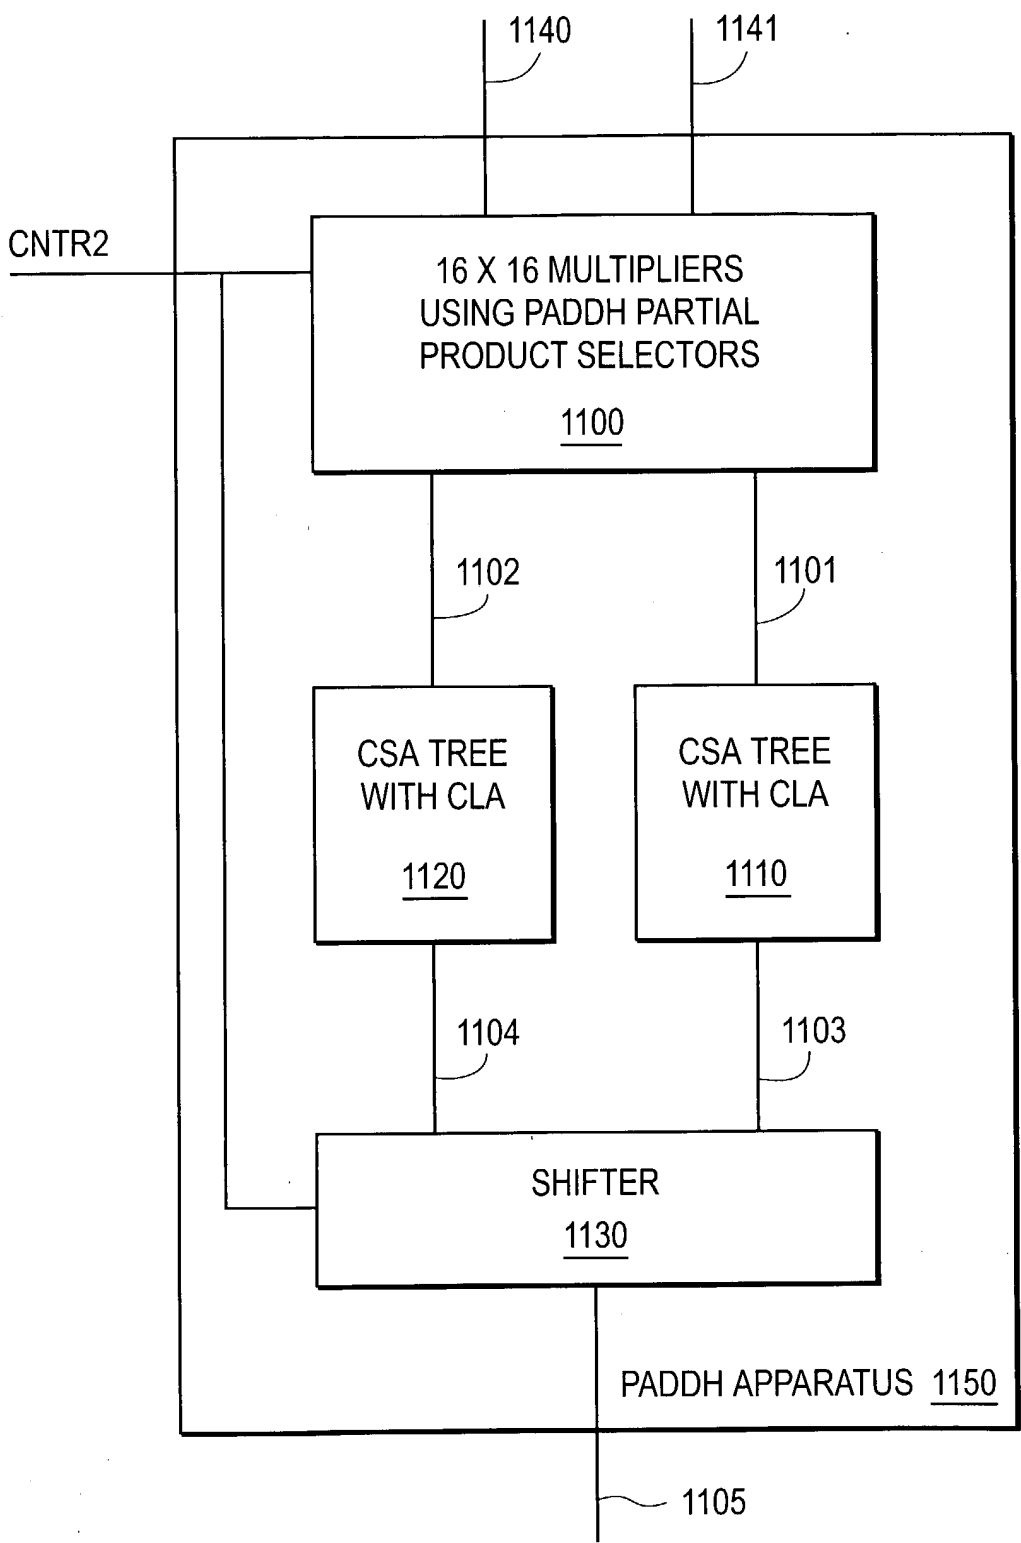 1140
1141
CNTR2
16 X 16 MULTIPLIERS
USING PADDH PARTIAL
PRODUCT SELECTORS
1100
1102
1101
CSA TREE
WITH CLA
1120
CSA TREE
WITH CLA
1110
1104
1103
SHIFTER
1130
PADDH APPARATUS 1150
1105